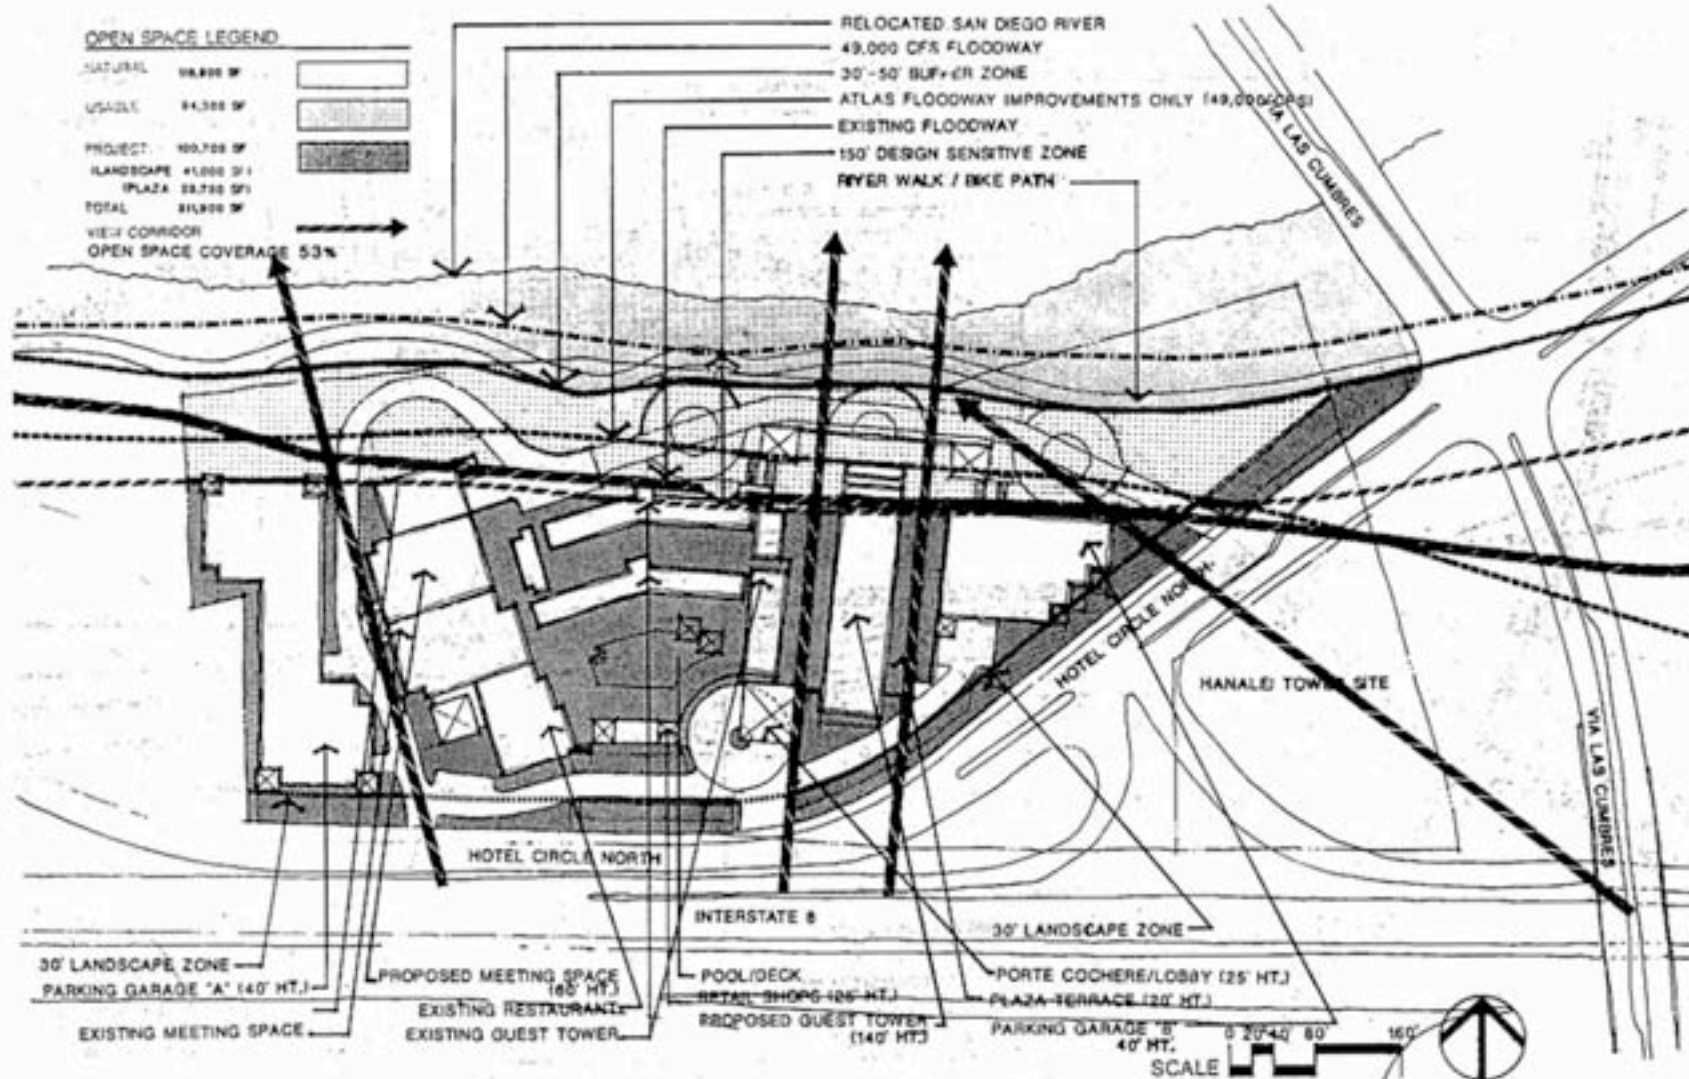 OPEN SPACE LEGEND
NATURAL
USABLE
PROJECT 100,700 SF
(LANDSCAPE 41,000 SF)
(PLAZA
TOTAL
VIEW CORRIDOR
OPEN SPACE COVERAGE 53%
RELOCATED SAN DIEGO RIVER
49,000 CFS FLOODWAY
30'-50' BUFFER ZONE
ATLAS FLOODWAY IMPROVEMENTS ONLY (49,000 CFS)
EXISTING FLOODWAY
150' DESIGN SENSITIVE ZONE
RIVER WALK / BIKE PATH
VIA LAS CUMBRES
HOTEL CIRCLE NORTH
HANALEI TOWER SITE
VIA LAS CUMBRES
HOTEL CIRCLE NORTH
INTERSTATE 8
30' LANDSCAPE ZONE
30' LANDSCAPE ZONE
PARKING GARAGE "A" (40' HT.)
EXISTING MEETING SPACE
PROPOSED MEETING SPACE
(60' HT.)
EXISTING RESTAURANT
EXISTING GUEST TOWER
POOL/DECK
RETAIL SHOPS (25' HT.)
PROPOSED GUEST TOWER
(140' HT.)
PORTE COCHERE/LOBBY (25' HT.)
PLAZA TERRACE (20' HT.)
PARKING GARAGE "B"
40' HT.
0 20' 40' 80' 160'
SCALE